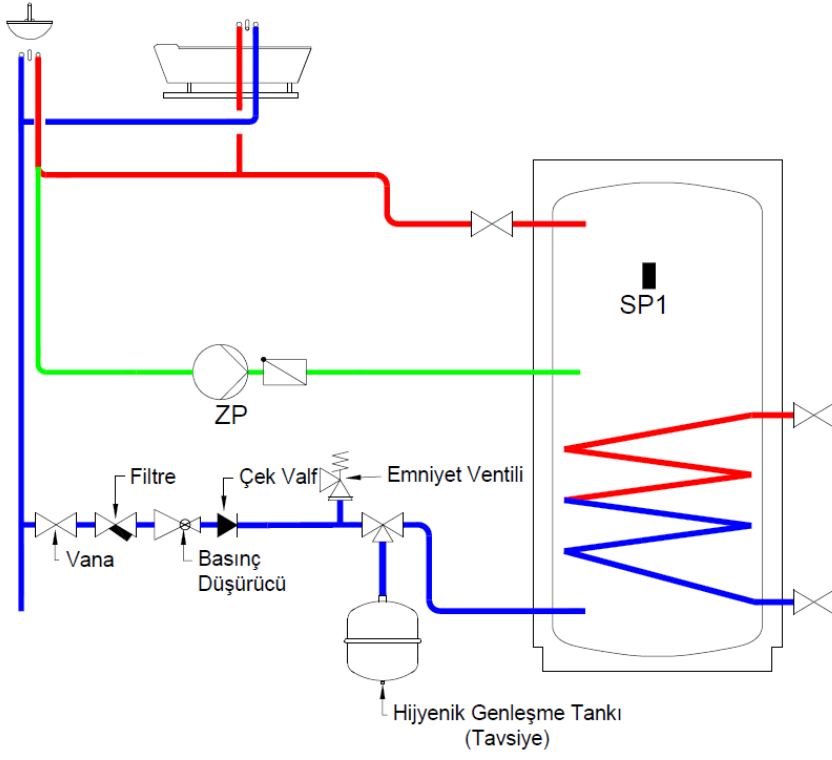 SP1
ZP
Filtre
Çek Valf
Emniyet Ventili
Vana
Basınç
Düşürücü
Hijyenik Genleşme Tankı
(Tavsiye)